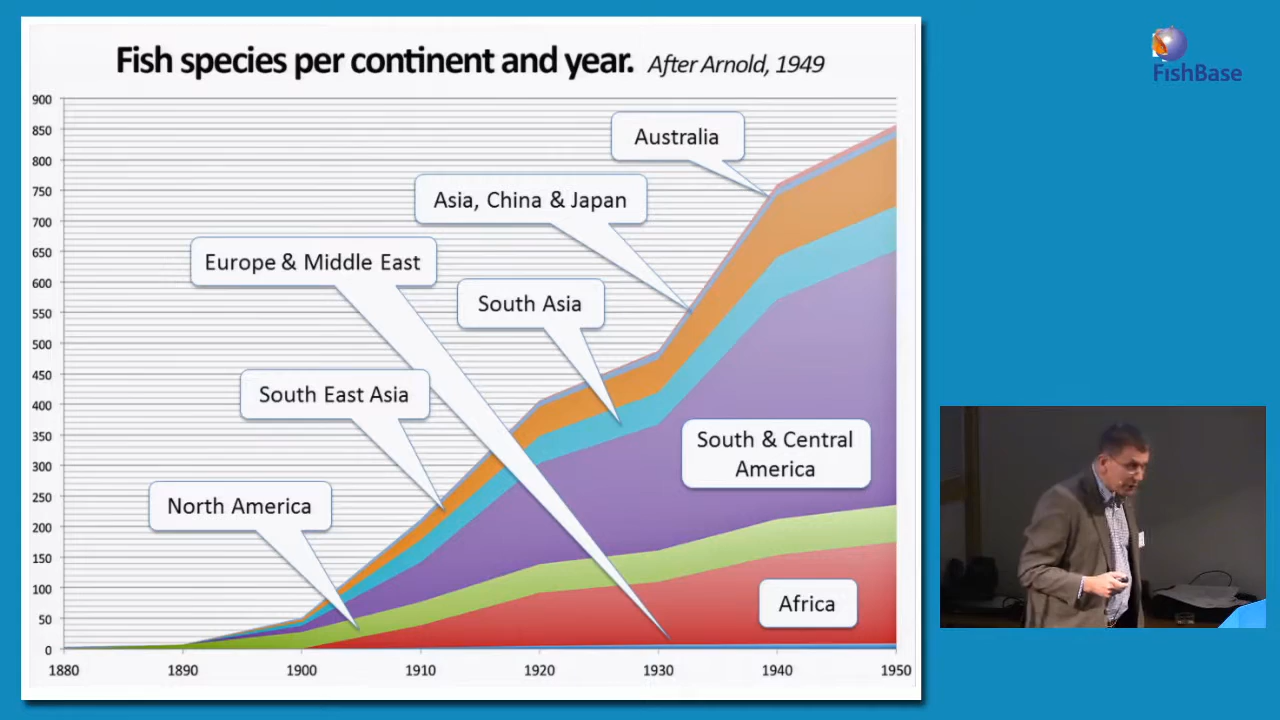 Fish species per continent and year. After Arnold, 1949
FishBase
900
850
800
750
700
650
600
550
500
450
400
350
300
250
200
150
100
50
0
Australia
Asia, China & Japan
Europe & Middle East
South Asia
South East Asia
South & Central
America
North America
Africa
1880 1890 1900 1910 1920 1930 1940 1950